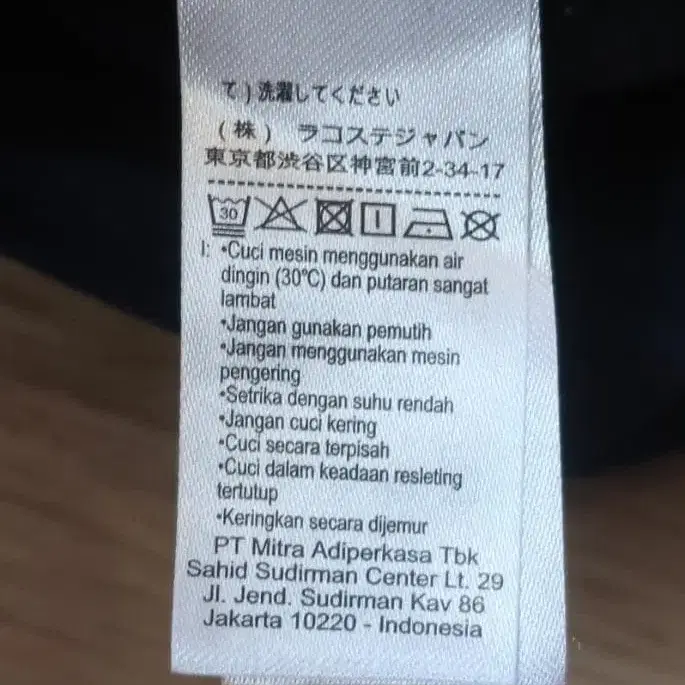 て)洗濯してください
(株) ラコステジャパン
東京都渋谷区神宮前2-34-17
30
I: •Cuci mesin menggunakan air
dingin (30°C) dan putaran sangat
lambat
•Jangan gunakan pemutih
•Jangan menggunakan mesin
pengering
•Setrika dengan suhu rendah
•Jangan cuci kering
•Cuci secara terpisah
•Cuci dalam keadaan resleting
tertutup
•Keringkan secara dijemur
PT Mitra Adiperkasa Tbk
Sahid Sudirman Center Lt. 29
Jl. Jend. Sudirman Kav 86
Jakarta 10220 - Indonesia